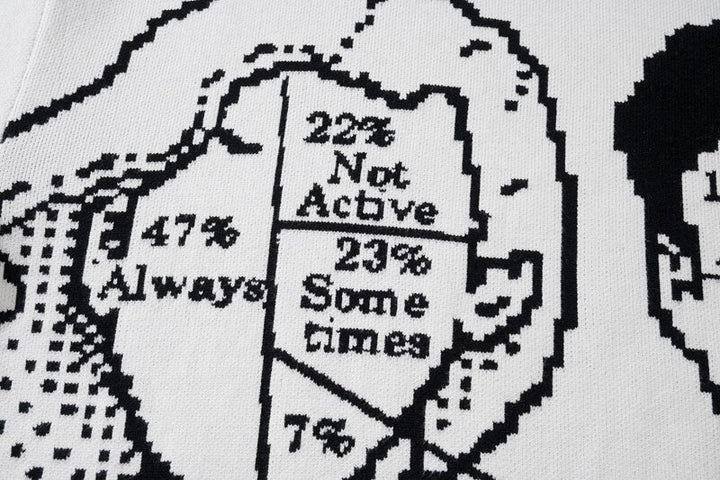 22%
Not
Active
47%
Always
23%
Some
times
7%